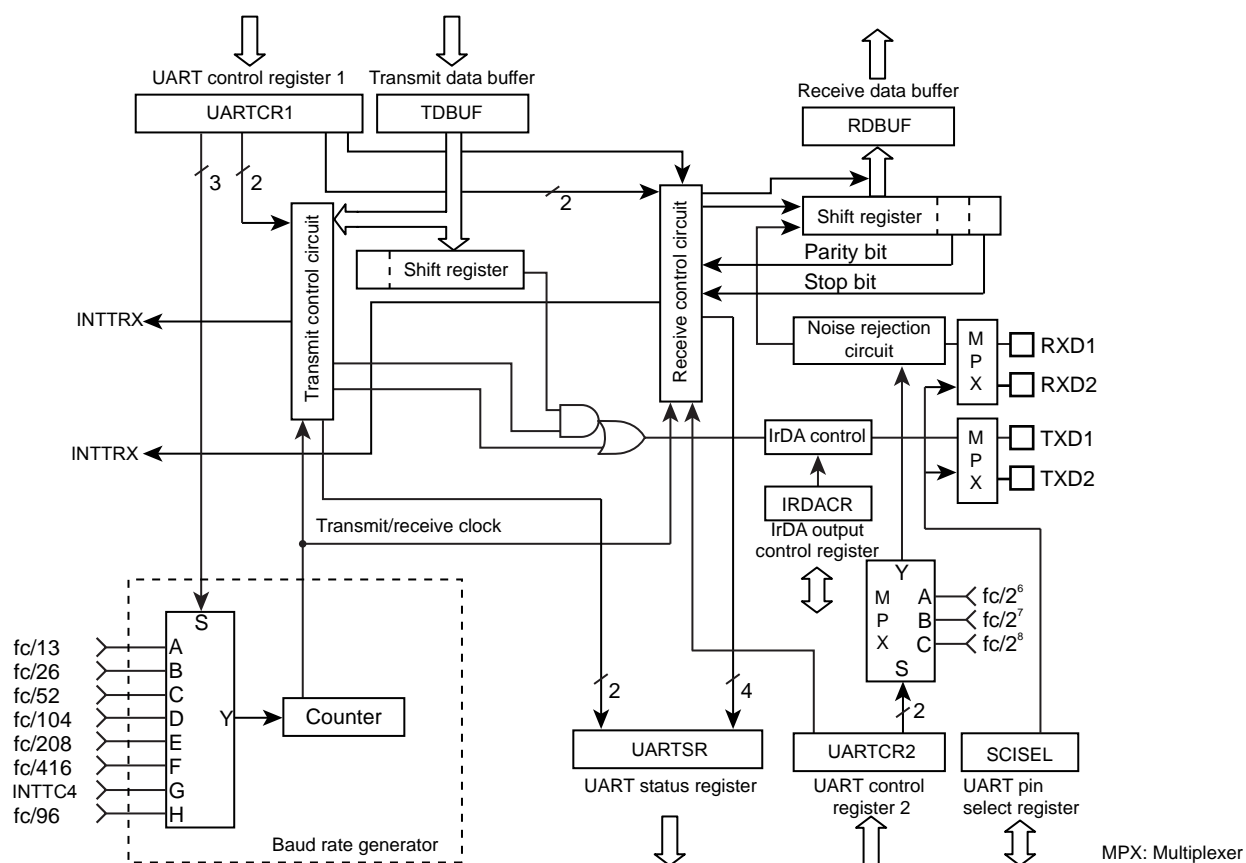 UART control register 1
Transmit data buffer
Receive data buffer
UARTCR1
TDBUF
RDBUF
3
2
2
Transmit control circuit
Receive control circuit
Shift register
Shift register
Parity bit
Stop bit
INTTRX
Noise rejection
circuit
M
P
X
RXD1
RXD2
INTTRX
IrDA control
M
P
X
TXD1
TXD2
IRDACR
IrDA output
control register
Transmit/receive clock
S
A
B
C
D
E
F
G
H
Y
fc/13
fc/26
fc/52
fc/104
fc/208
fc/416
INTTC4
fc/96
Counter
Baud rate generator
Y
M
P
X
A
B
C
S
fc/2⁶
fc/2⁷
fc/2⁸
2
4
2
UARTSR
UART status register
UARTCR2
UART control
register 2
SCISEL
UART pin
select register
MPX: Multiplexer